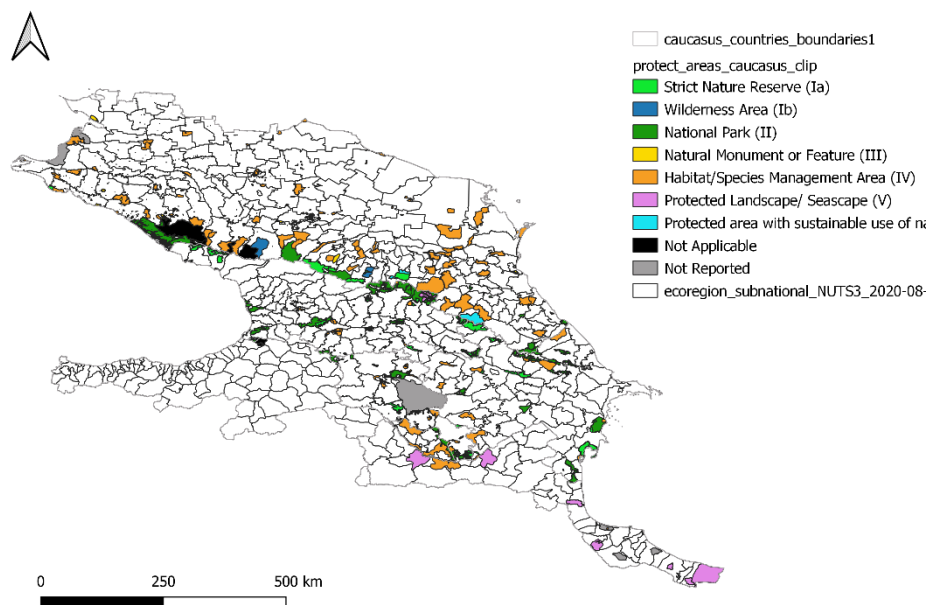 caucasus_countries_boundaries1
protect_areas_caucasus_clip
Strict Nature Reserve (Ia)
Wilderness Area (Ib)
National Park (II)
Natural Monument or Feature (III)
Habitat/Species Management Area (IV)
Protected Landscape/ Seascape (V)
Protected area with sustainable use of na
Not Applicable
Not Reported
ecoregion_subnational_NUTS3_2020-08-
0 250 500 km